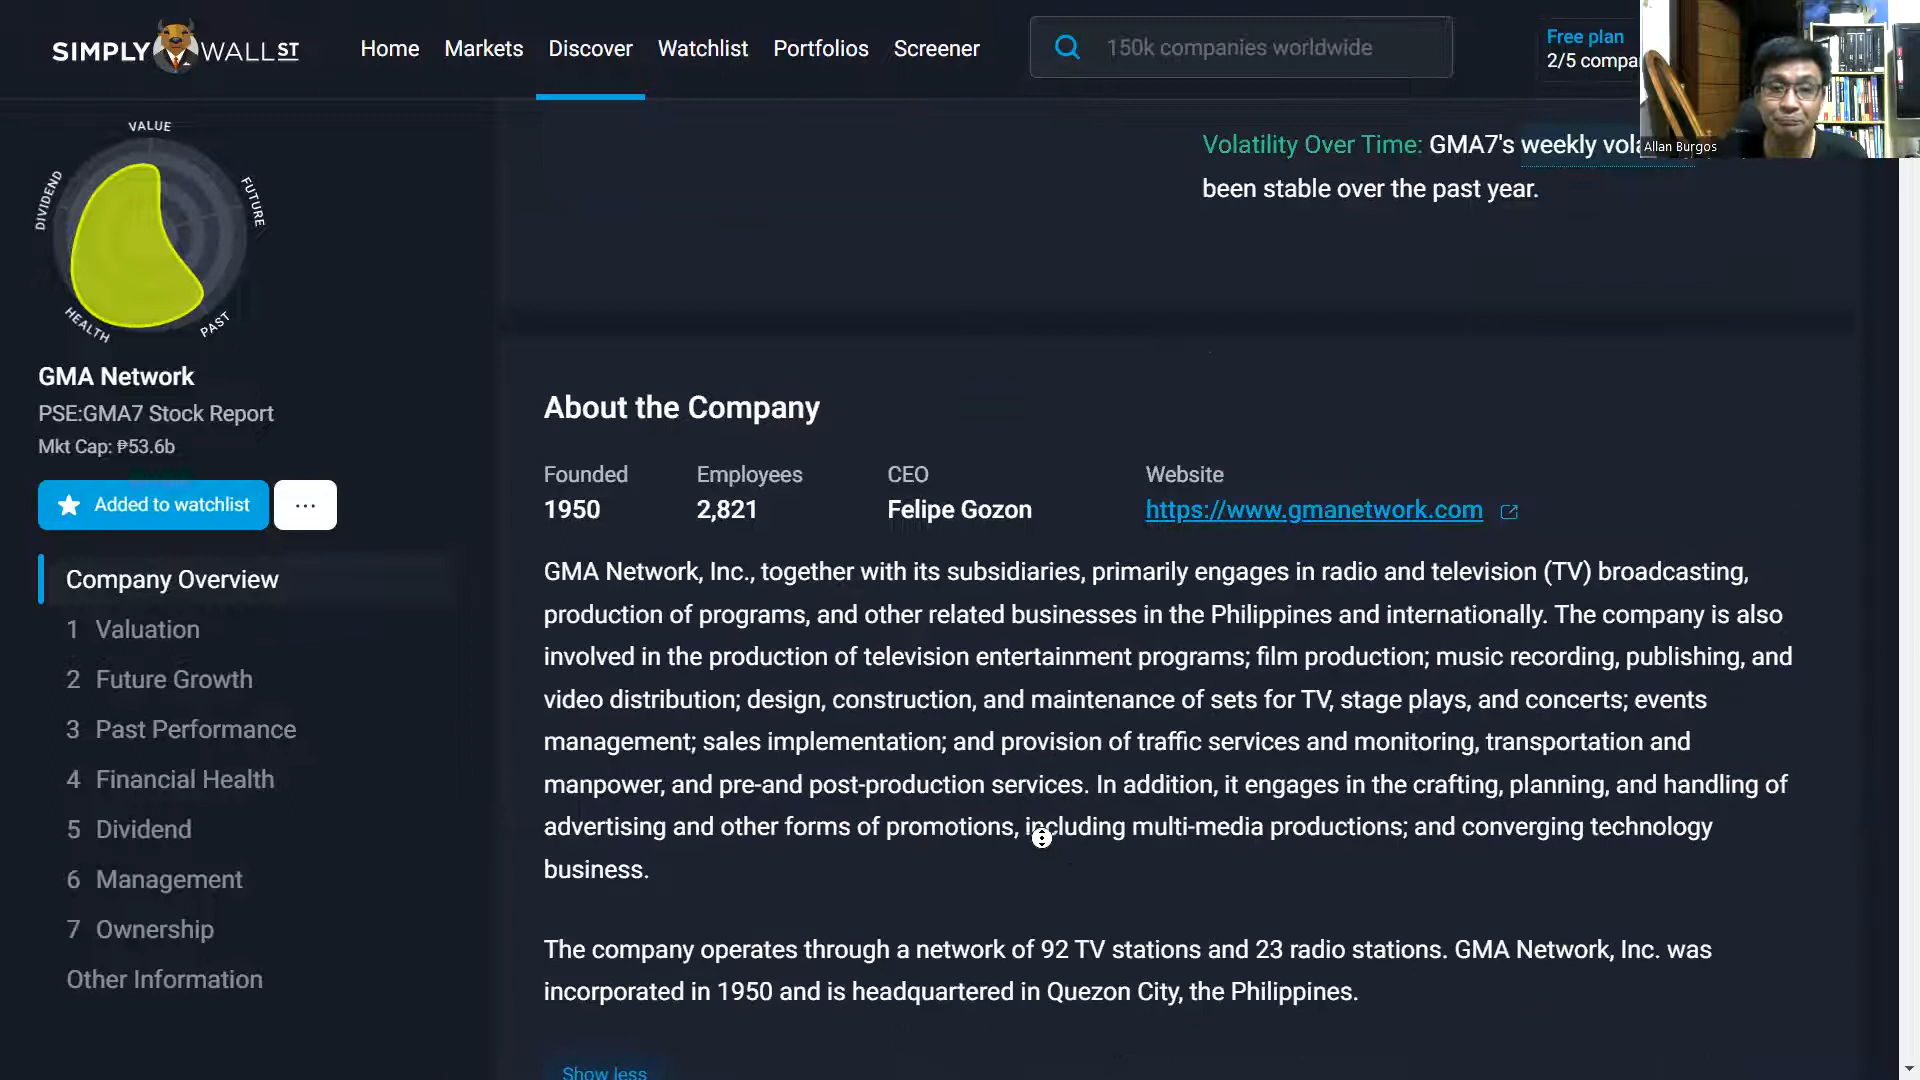 SIMPLY WALL ST
Home
Markets
Discover
Watchlist
Portfolios
Screener
150k companies worldwide
Free plan
2/5 compa
Allan Burgos
VALUE
FUTURE
PAST
HEALTH
DIVIDEND
GMA Network
PSE:GMA7 Stock Report
Mkt Cap: ₱53.6b
Added to watchlist
...
Company Overview
1 Valuation
2 Future Growth
3 Past Performance
4 Financial Health
5 Dividend
6 Management
7 Ownership
Other Information
Volatility Over Time: GMA7's weekly vola
been stable over the past year.
About the Company
Founded
1950
Employees
2,821
CEO
Felipe Gozon
Website
https://www.gmanetwork.com
GMA Network, Inc., together with its subsidiaries, primarily engages in radio and television (TV) broadcasting,
production of programs, and other related businesses in the Philippines and internationally. The company is also
involved in the production of television entertainment programs; film production; music recording, publishing, and
video distribution; design, construction, and maintenance of sets for TV, stage plays, and concerts; events
management; sales implementation; and provision of traffic services and monitoring, transportation and
manpower, and pre-and post-production services. In addition, it engages in the crafting, planning, and handling of
advertising and other forms of promotions, including multi-media productions; and converging technology
business.
The company operates through a network of 92 TV stations and 23 radio stations. GMA Network, Inc. was
incorporated in 1950 and is headquartered in Quezon City, the Philippines.
Show less